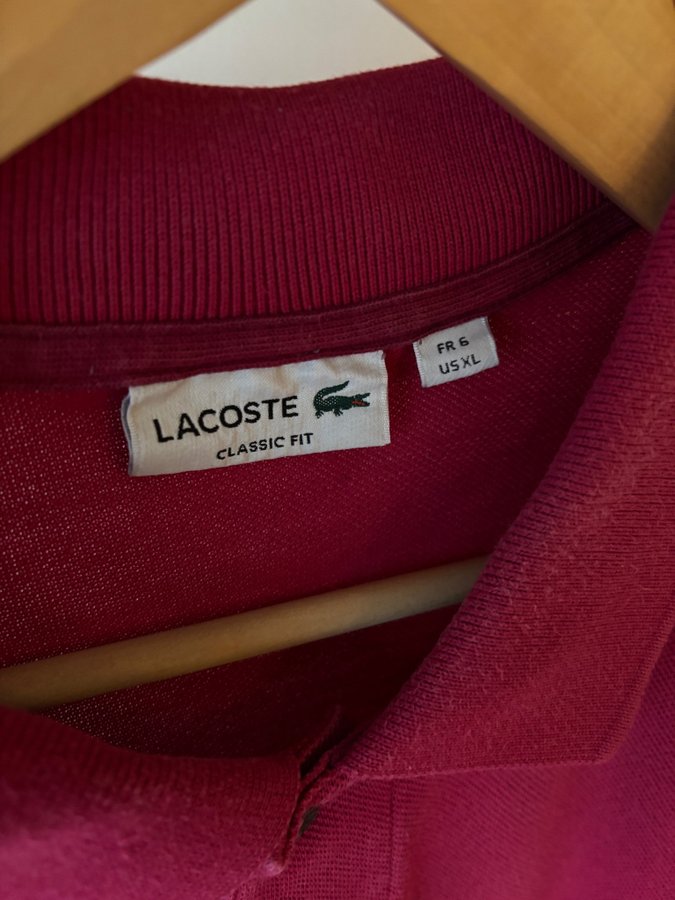 LACOSTE
CLASSIC FIT
FR 6
US XL